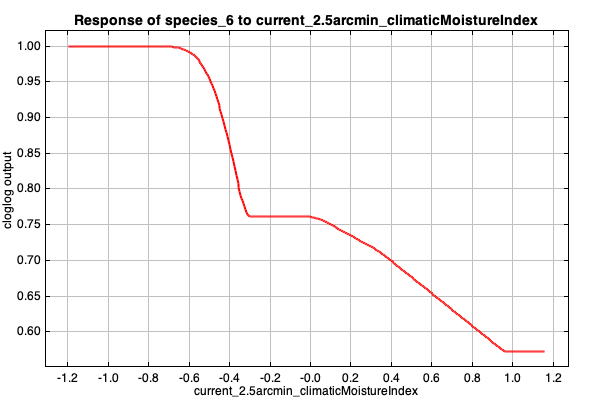 Response of species_6 to current_2.5arcmin_climaticMoistureIndex
cloglog output
1.00
0.95
0.90
0.85
0.80
0.75
0.70
0.65
0.60
-1.2 -1.0 -0.8 -0.6 -0.4 -0.2 -0.0 0.2 0.4 0.6 0.8 1.0 1.2
current_2.5arcmin_climaticMoistureIndex